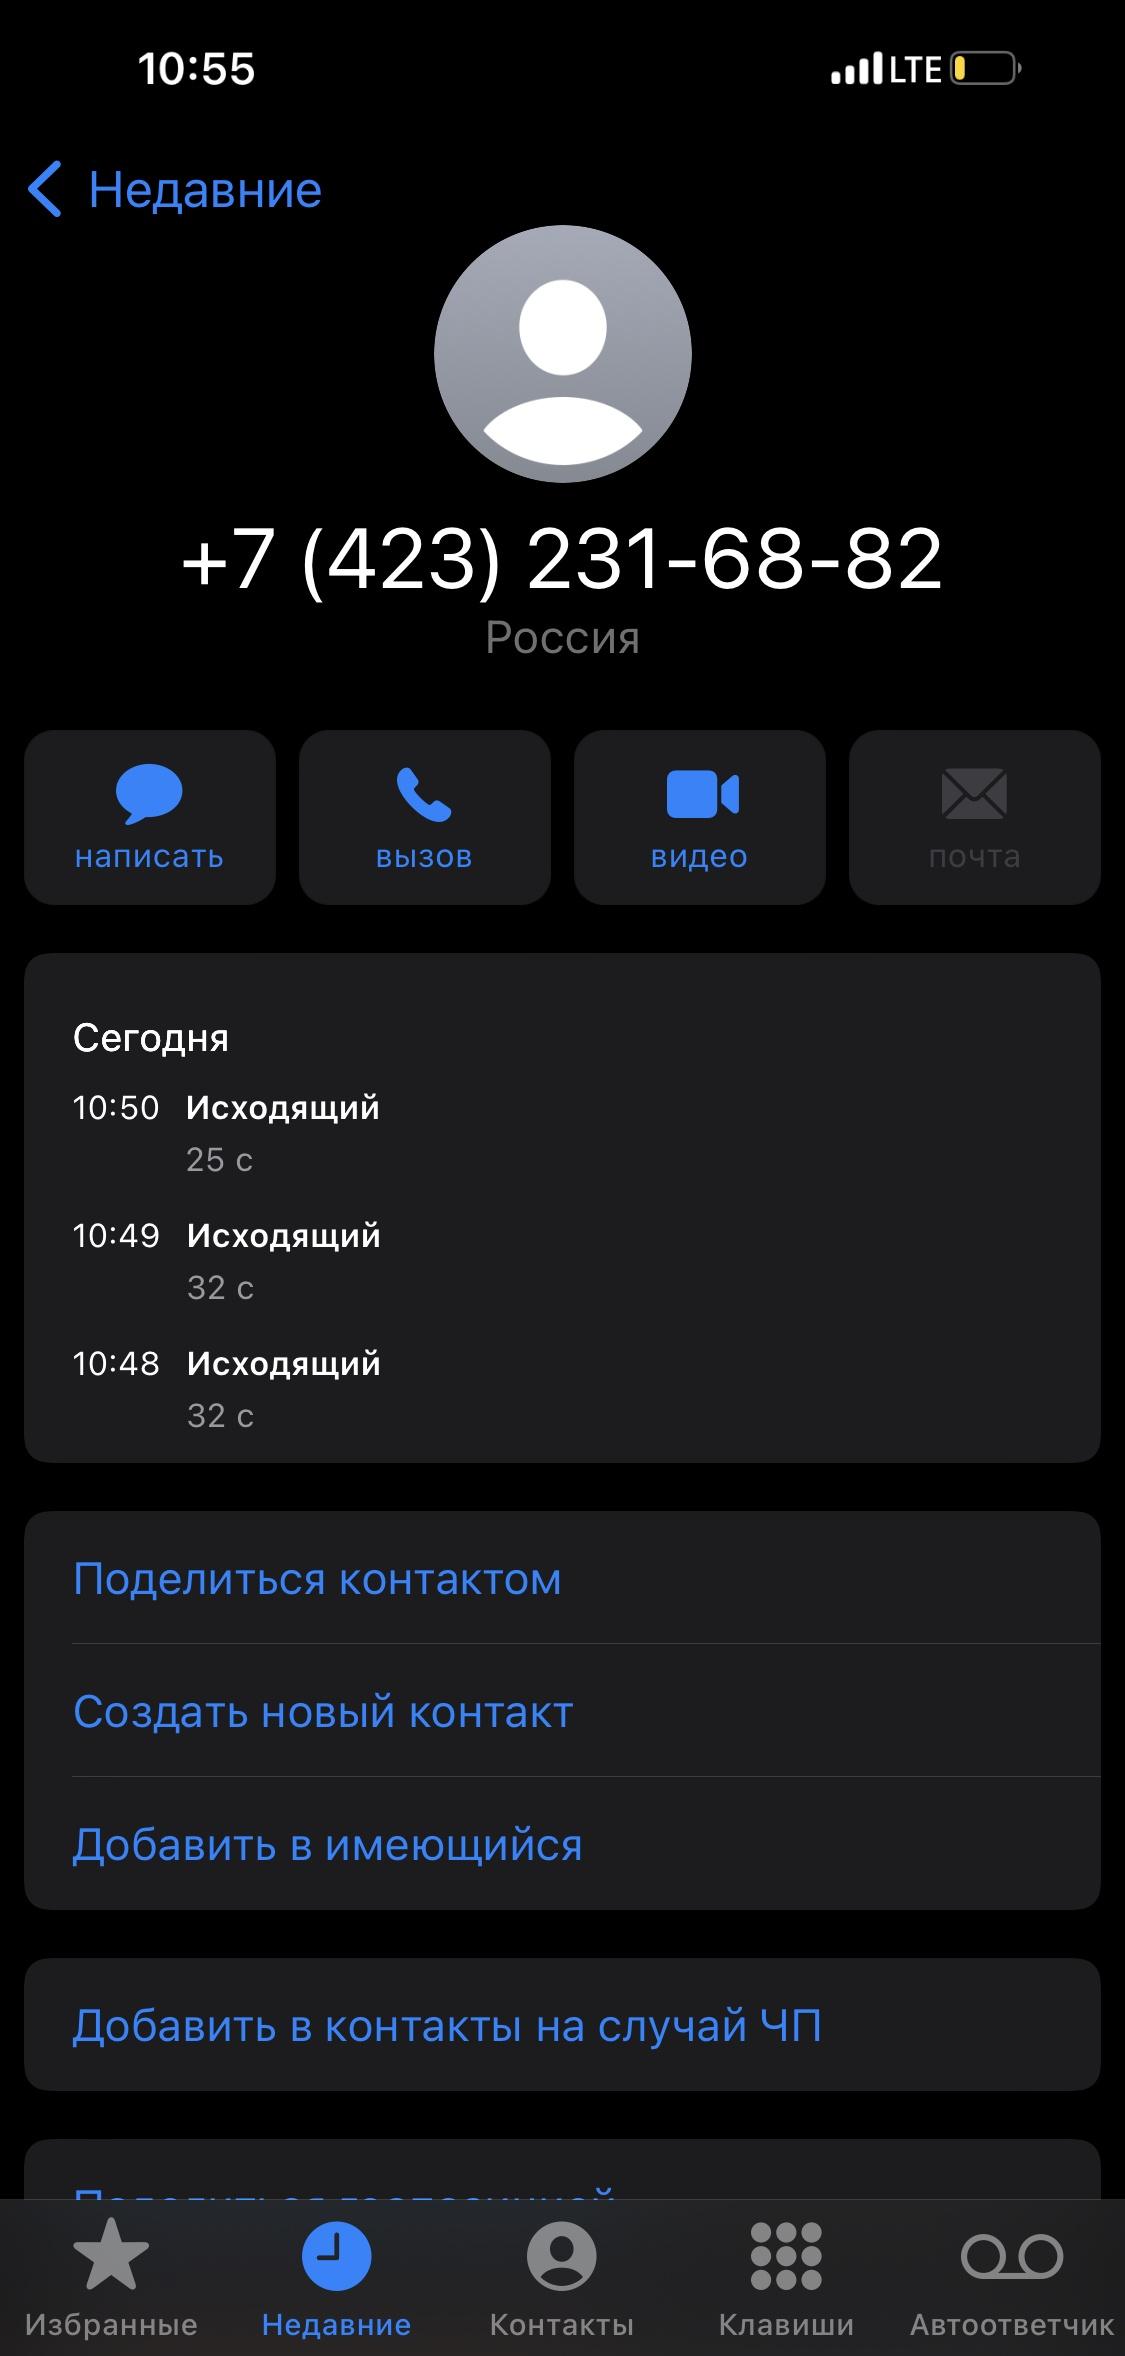 10:55
LTE
Недавние
+7 (423) 231-68-82
Россия
написать
вызов
видео
почта
Сегодня
10:50 Исходящий
25 с
10:49 Исходящий
32 с
10:48 Исходящий
32 с
Поделиться контактом
Создать новый контакт
Добавить в имеющийся
Добавить в контакты на случай ЧП
Поделиться геопозицией
Избранные
Недавние
Контакты
Клавиши
Автоответчик